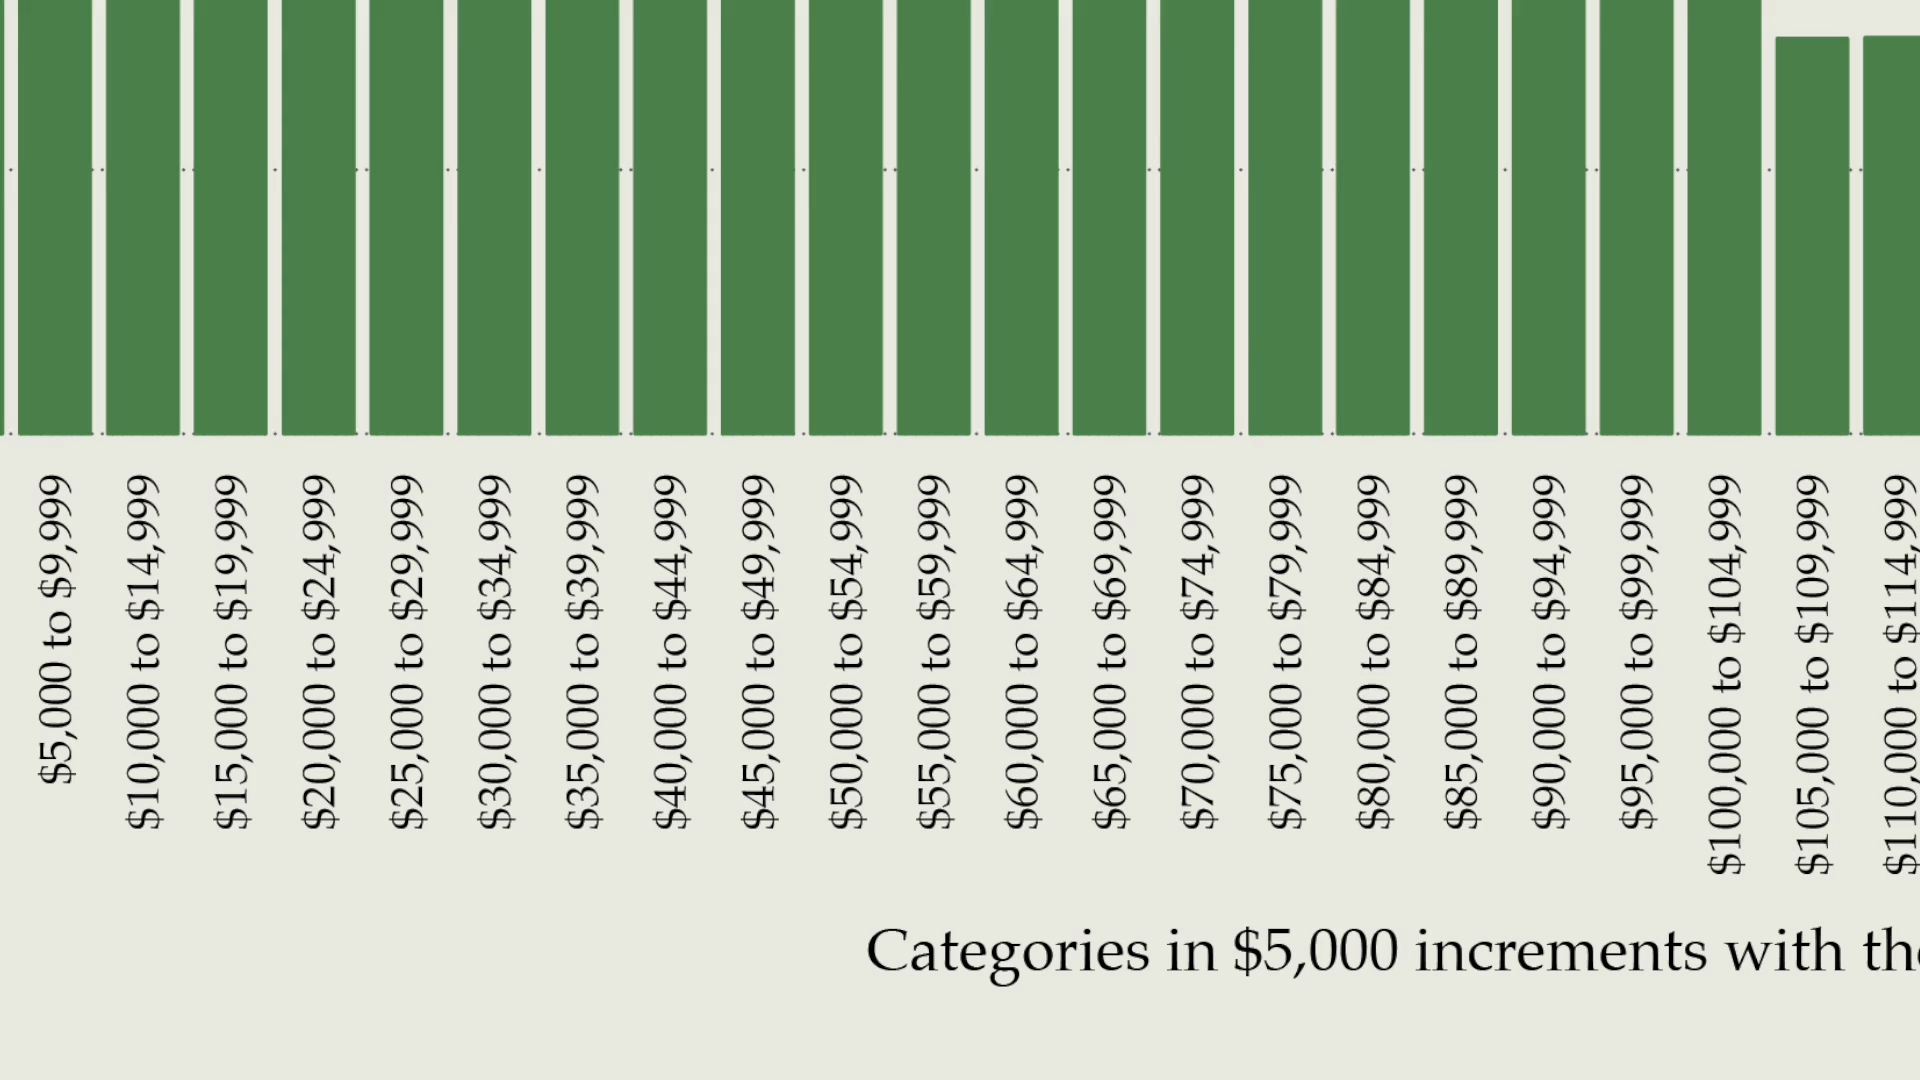 $5,000 to $9,999
$10,000 to $14,999
$15,000 to $19,999
$20,000 to $24,999
$25,000 to $29,999
$30,000 to $34,999
$35,000 to $39,999
$40,000 to $44,999
$45,000 to $49,999
$50,000 to $54,999
$55,000 to $59,999
$60,000 to $64,999
$65,000 to $69,999
$70,000 to $74,999
$75,000 to $79,999
$80,000 to $84,999
$85,000 to $89,999
$90,000 to $94,999
$95,000 to $99,999
$100,000 to $104,999
$105,000 to $109,999
$110,000 to $114,999
Categories in $5,000 increments with